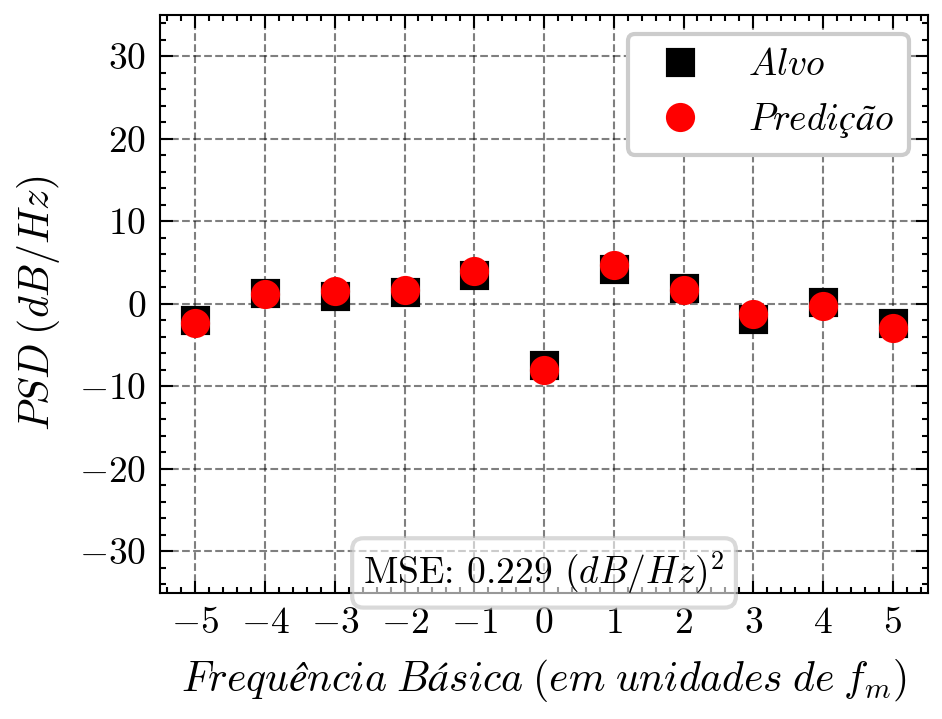 PSD (dB/Hz)
30
20
10
0
−10
−20
−30
Alvo
Predição
MSE: 0.229 (dB/Hz)²
−5 −4 −3 −2 −1 0 1 2 3 4 5
Frequência Básica (em unidades de fₘ)